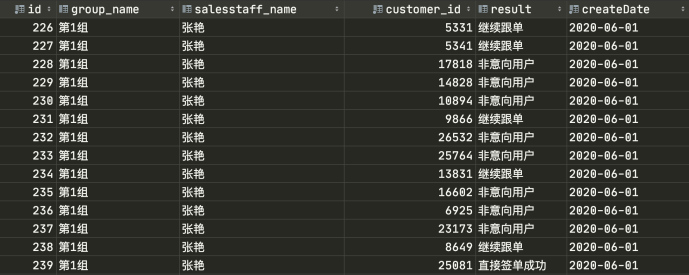 id group_name salesstaff_name customer_id result createDate
226 第1组 张艳 5331 继续跟单 2020-06-01
227 第1组 张艳 5341 继续跟单 2020-06-01
228 第1组 张艳 17818 非意向用户 2020-06-01
229 第1组 张艳 14828 非意向用户 2020-06-01
230 第1组 张艳 10894 非意向用户 2020-06-01
231 第1组 张艳 9866 继续跟单 2020-06-01
232 第1组 张艳 26532 非意向用户 2020-06-01
233 第1组 张艳 25764 非意向用户 2020-06-01
234 第1组 张艳 13831 继续跟单 2020-06-01
235 第1组 张艳 16602 非意向用户 2020-06-01
236 第1组 张艳 6925 非意向用户 2020-06-01
237 第1组 张艳 23173 非意向用户 2020-06-01
238 第1组 张艳 8649 继续跟单 2020-06-01
239 第1组 张艳 25081 直接签单成功 2020-06-01